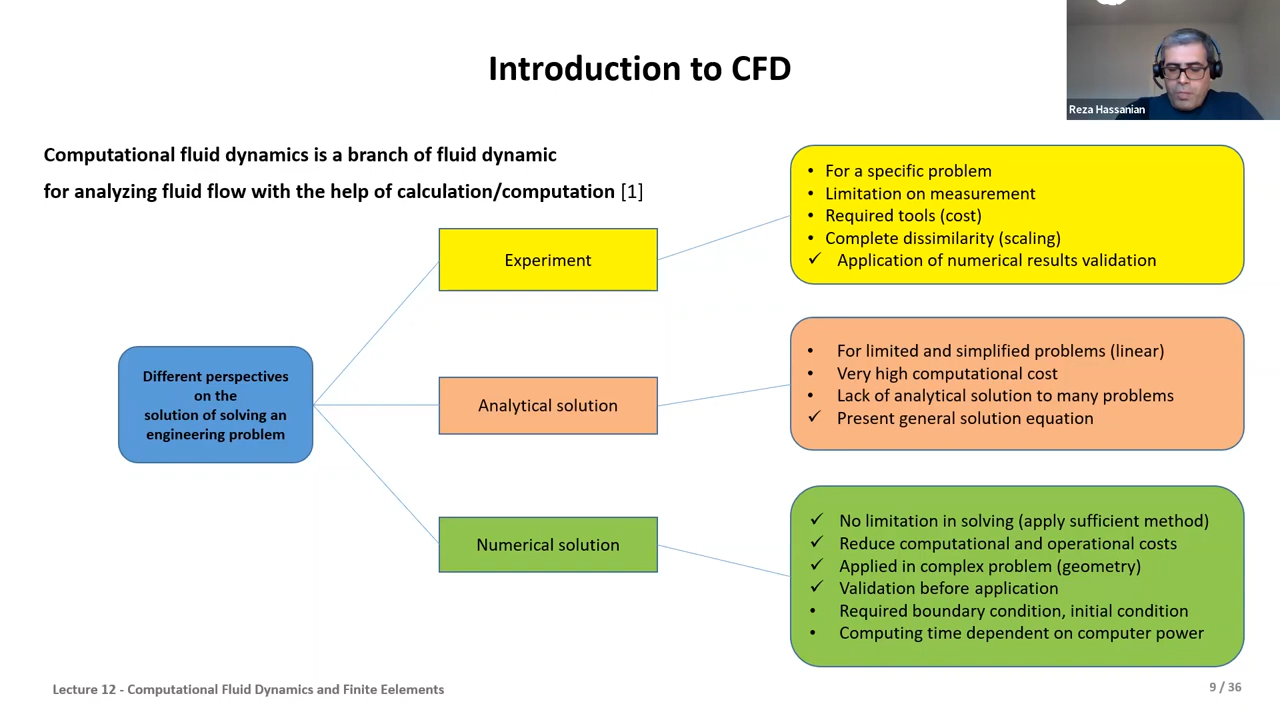 Introduction to CFD
Reza Hassanian
Computational fluid dynamics is a branch of fluid dynamic
for analyzing fluid flow with the help of calculation/computation [1]
Different perspectives
on the
solution of solving an
engineering problem
Experiment
• For a specific problem
• Limitation on measurement
• Required tools (cost)
• Complete dissimilarity (scaling)
✓ Application of numerical results validation
Analytical solution
• For limited and simplified problems (linear)
• Very high computational cost
• Lack of analytical solution to many problems
✓ Present general solution equation
Numerical solution
✓ No limitation in solving (apply sufficient method)
✓ Reduce computational and operational costs
✓ Applied in complex problem (geometry)
✓ Validation before application
• Required boundary condition, initial condition
• Computing time dependent on computer power
Lecture 12 - Computational Fluid Dynamics and Finite Eelements
9 / 36